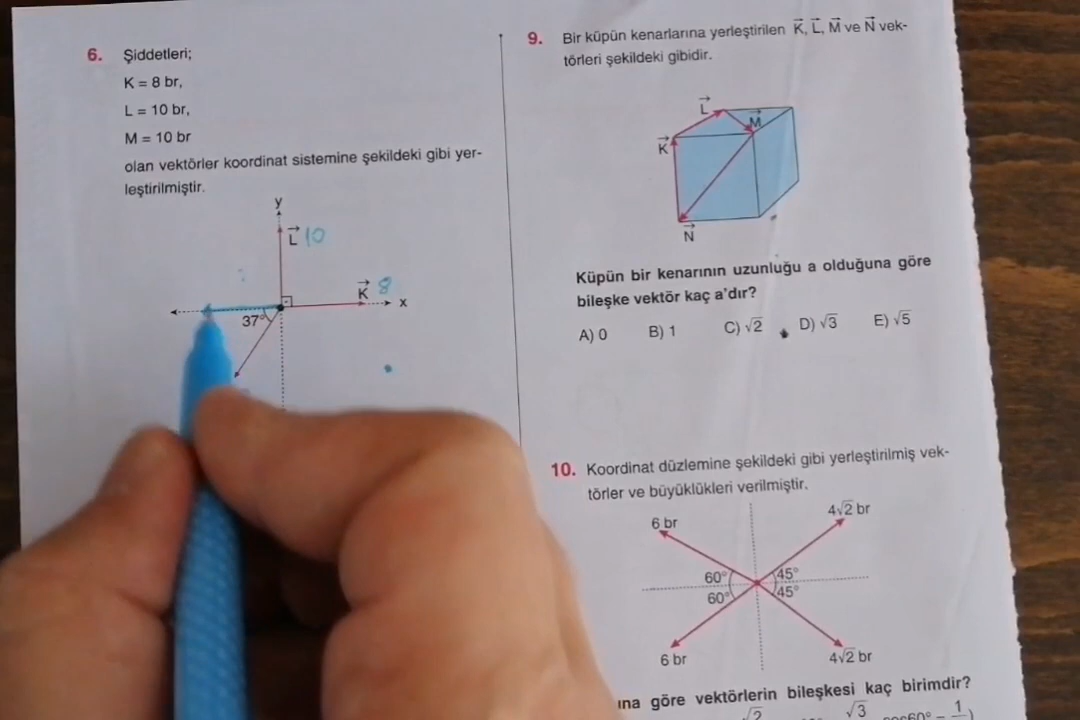 6. Şiddetleri;
K = 8 br,
L = 10 br,
M = 10 br
olan vektörler koordinat sistemine şekildeki gibi yer-
leştirilmiştir.
y
L 10
K 8
x
37°
9. Bir küpün kenarlarına yerleştirilen K, L, M ve N vek-
törleri şekildeki gibidir.
L
M
K
N
Küpün bir kenarının uzunluğu a olduğuna göre
bileşke vektör kaç a'dır?
A) 0 B) 1 C) √2 D) √3 E) √5
10. Koordinat düzlemine şekildeki gibi yerleştirilmiş vek-
törler ve büyüklükleri verilmiştir.
6 br 4√2 br
60° 45°
60° 45°
6 br 4√2 br
göre vektörlerin bileşkesi kaç birimdir?